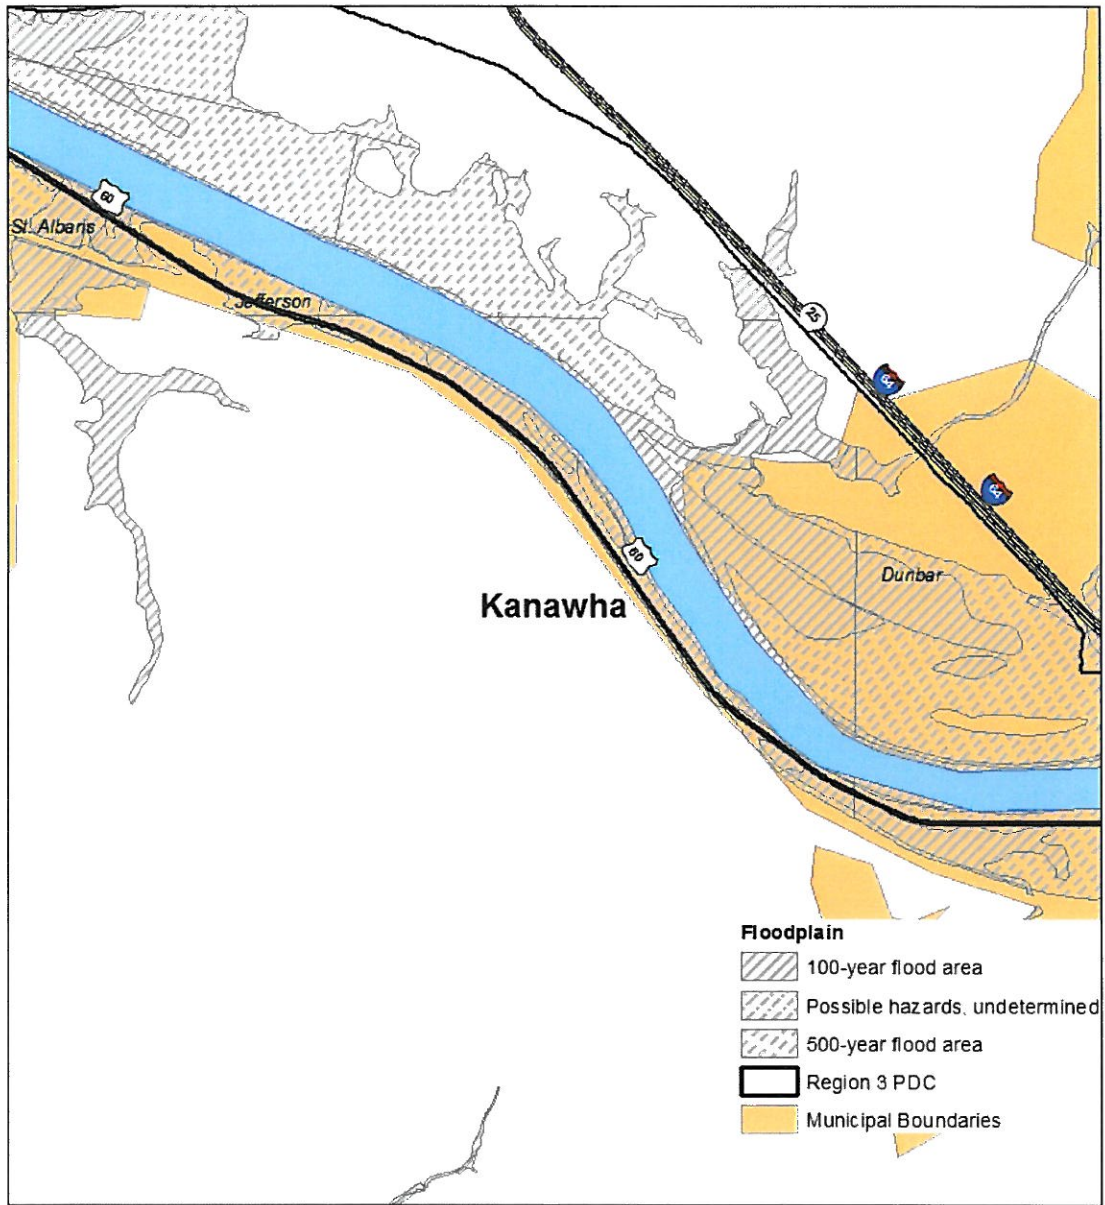 60
St. Albans
Jefferson
25
64
64
Dunbar
60
Kanawha
Floodplain
100-year flood area
Possible hazards, undetermined
500-year flood area
Region 3 PDC
Municipal Boundaries